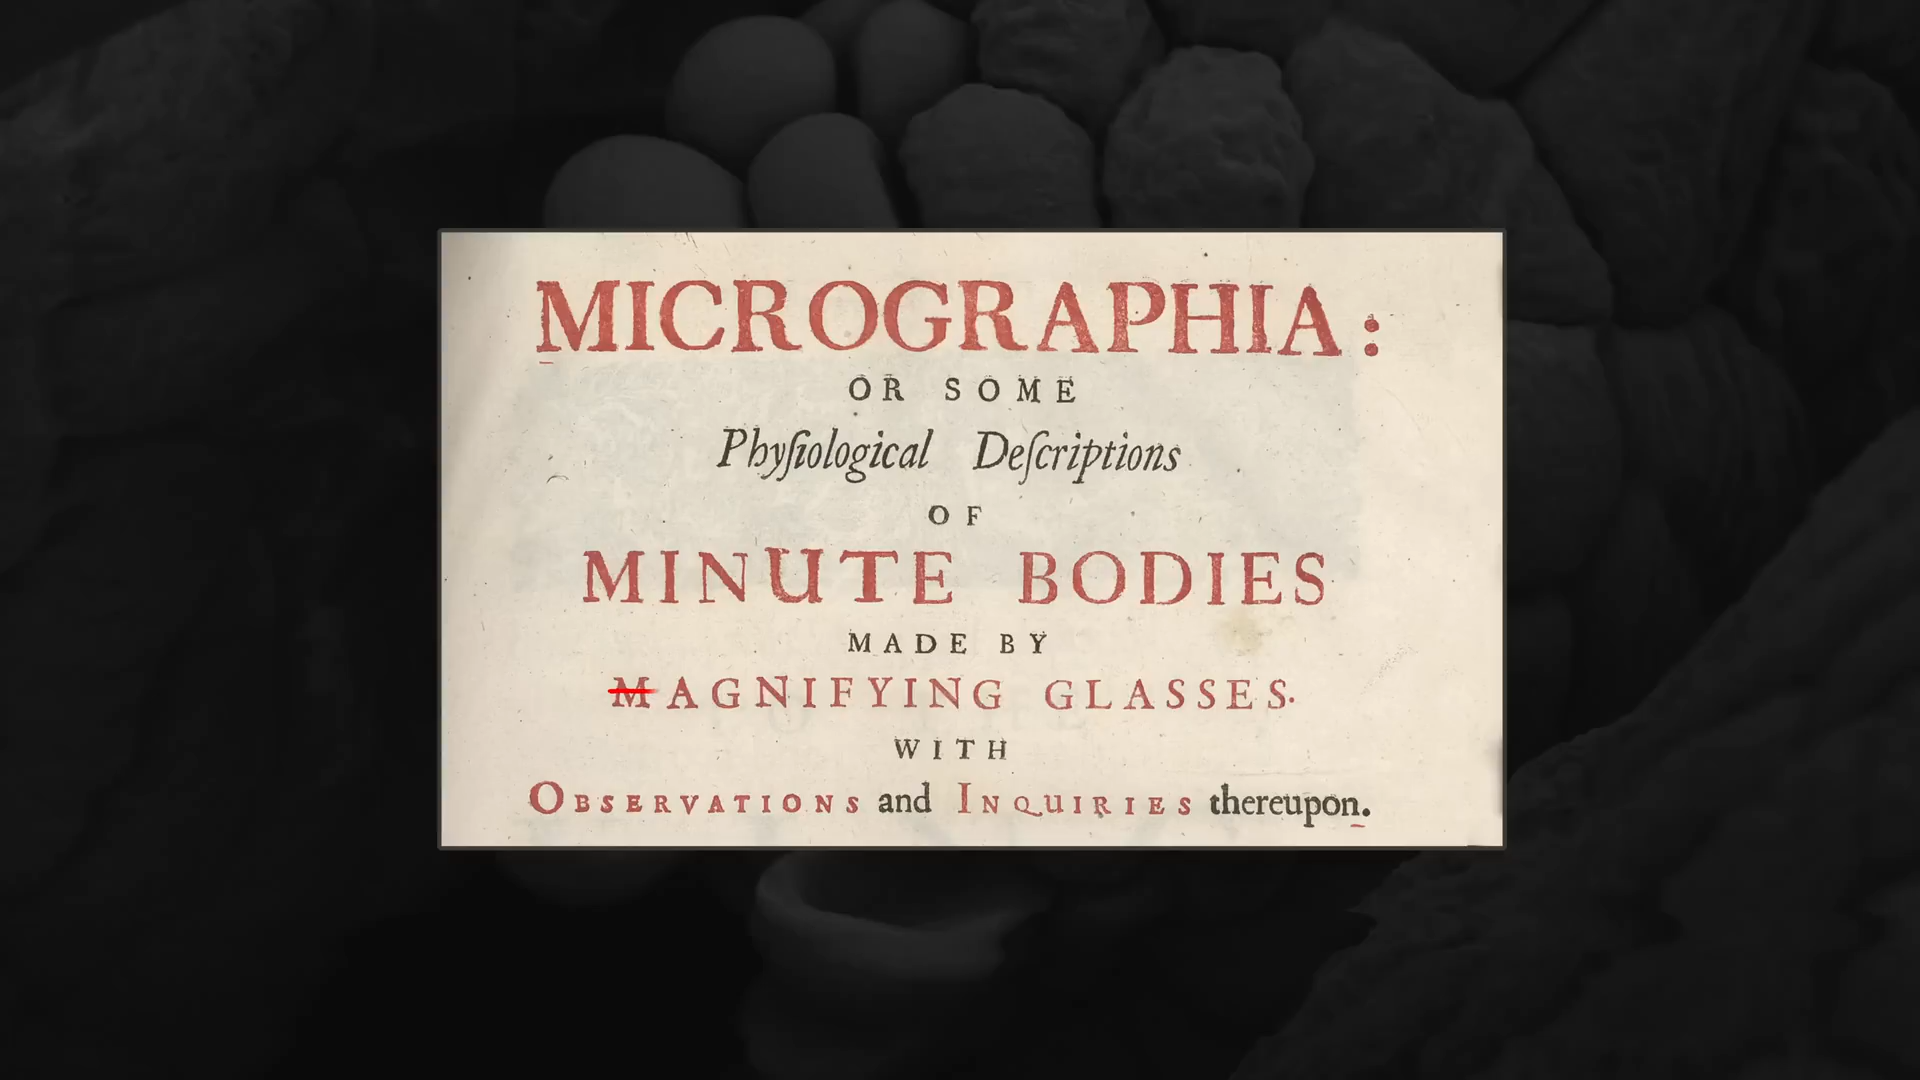 MICROGRAPHIA:
OR SOME
Phyſiological Deſcriptions
OF
MINUTE BODIES
MADE BY
MAGNIFYING GLASSES.
WITH
OBSERVATIONS and INQUIRIES thereupon.